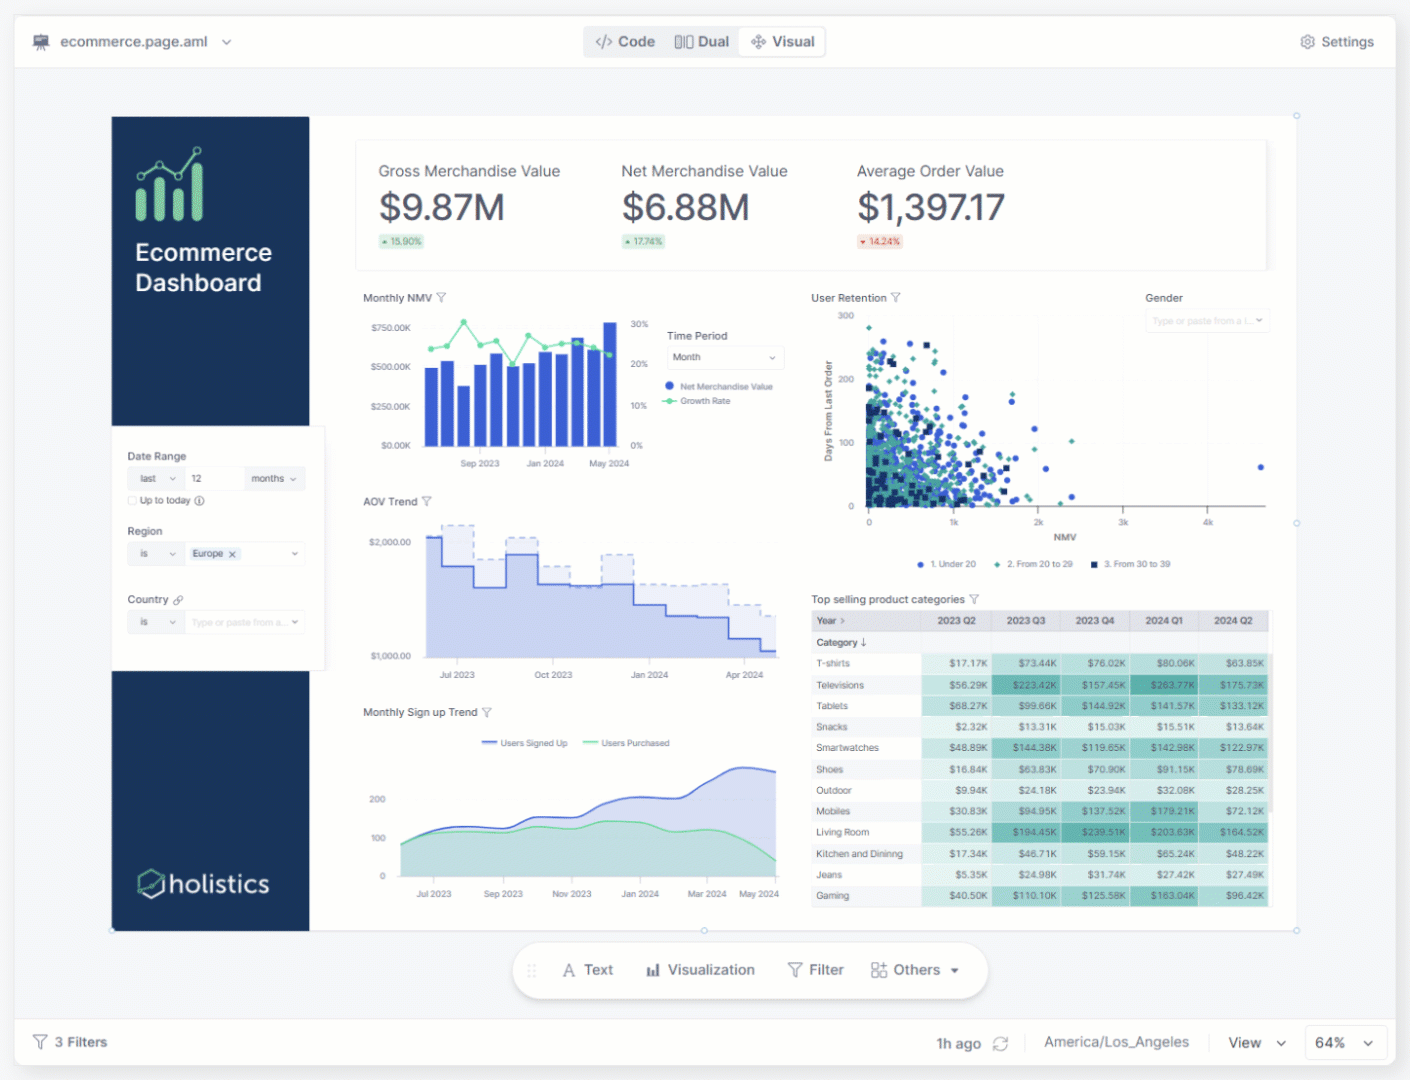 ecommerce.page.aml
</> Code
Dual
Visual
Settings
Ecommerce
Dashboard
Gross Merchandise Value
$9.87M
15.90%
Net Merchandise Value
$6.88M
17.74%
Average Order Value
$1,397.17
14.24%
Date Range
last
12
months
Up to today
Region
is
Europe
Country
is
Type or paste from a...
holistics
Monthly NMV
$750.00K
$500.00K
$250.00K
$0.00K
30%
20%
10%
0%
Sep 2023
Jan 2024
May 2024
Time Period
Month
Net Merchandise Value
Growth Rate
AOV Trend
$2,000.00
$1,000.00
Jul 2023
Oct 2023
Jan 2024
Apr 2024
Monthly Sign up Trend
Users Signed Up
Users Purchased
200
100
0
Jul 2023
Sep 2023
Nov 2023
Jan 2024
Mar 2024
May 2024
User Retention
Gender
Type or paste from a l...
Days From Last Order
300
200
100
0
0
1k
2k
3k
4k
NMV
1. Under 20
2. From 20 to 29
3. From 30 to 39
Top selling product categories
Year > 2023 Q2 2023 Q3 2023 Q4 2024 Q1 2024 Q2
Category ↓
T-shirts $17.17K $73.44K $76.02K $80.06K $63.85K
Televisions $56.29K $223.42K $157.45K $263.77K $175.73K
Tablets $68.27K $99.66K $144.92K $141.57K $133.12K
Snacks $2.32K $13.31K $15.03K $15.51K $13.64K
Smartwatches $48.89K $144.38K $119.65K $142.98K $122.97K
Shoes $16.84K $63.83K $70.90K $91.15K $78.69K
Outdoor $9.94K $24.18K $23.94K $32.08K $28.25K
Mobiles $30.83K $94.95K $137.52K $179.21K $72.12K
Living Room $55.26K $194.45K $239.51K $203.63K $164.52K
Kitchen and Dininng $17.34K $46.71K $59.15K $65.24K $48.22K
Jeans $5.35K $24.98K $31.74K $27.42K $27.49K
Gaming $40.50K $110.10K $125.58K $163.04K $96.42K
Text
Visualization
Filter
Others
3 Filters
1h ago
America/Los_Angeles
View
64%